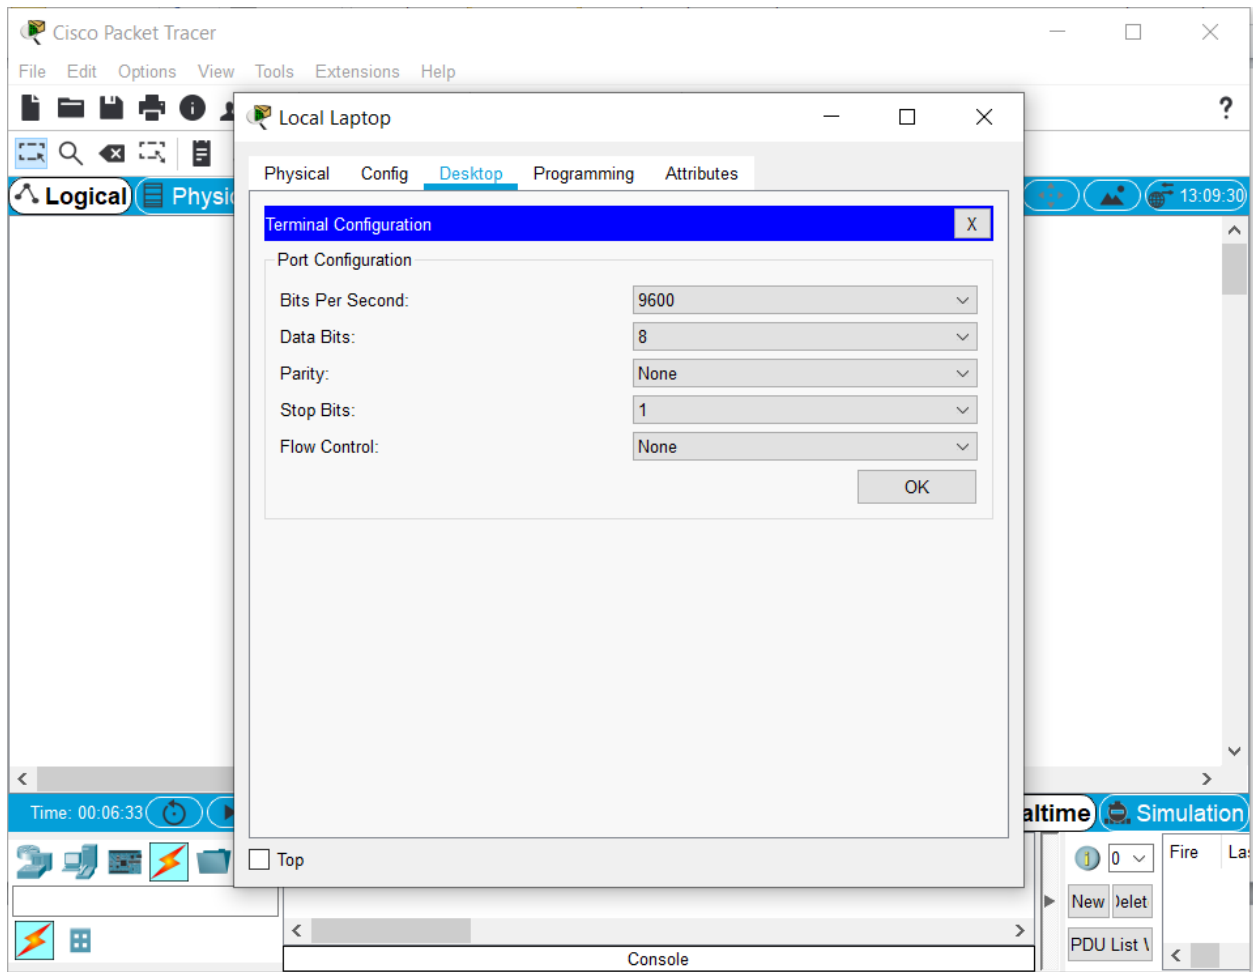 Cisco Packet Tracer
File Edit Options View Tools Extensions Help
?
Local Laptop
Physical Config Desktop Programming Attributes
Logical
13:09:30
Terminal Configuration X
Port Configuration
Bits Per Second: 9600
Data Bits: 8
Parity: None
Stop Bits: 1
Flow Control: None
OK
Time: 00:06:33
Simulation
Top
0
Fire
New
PDU List
Console